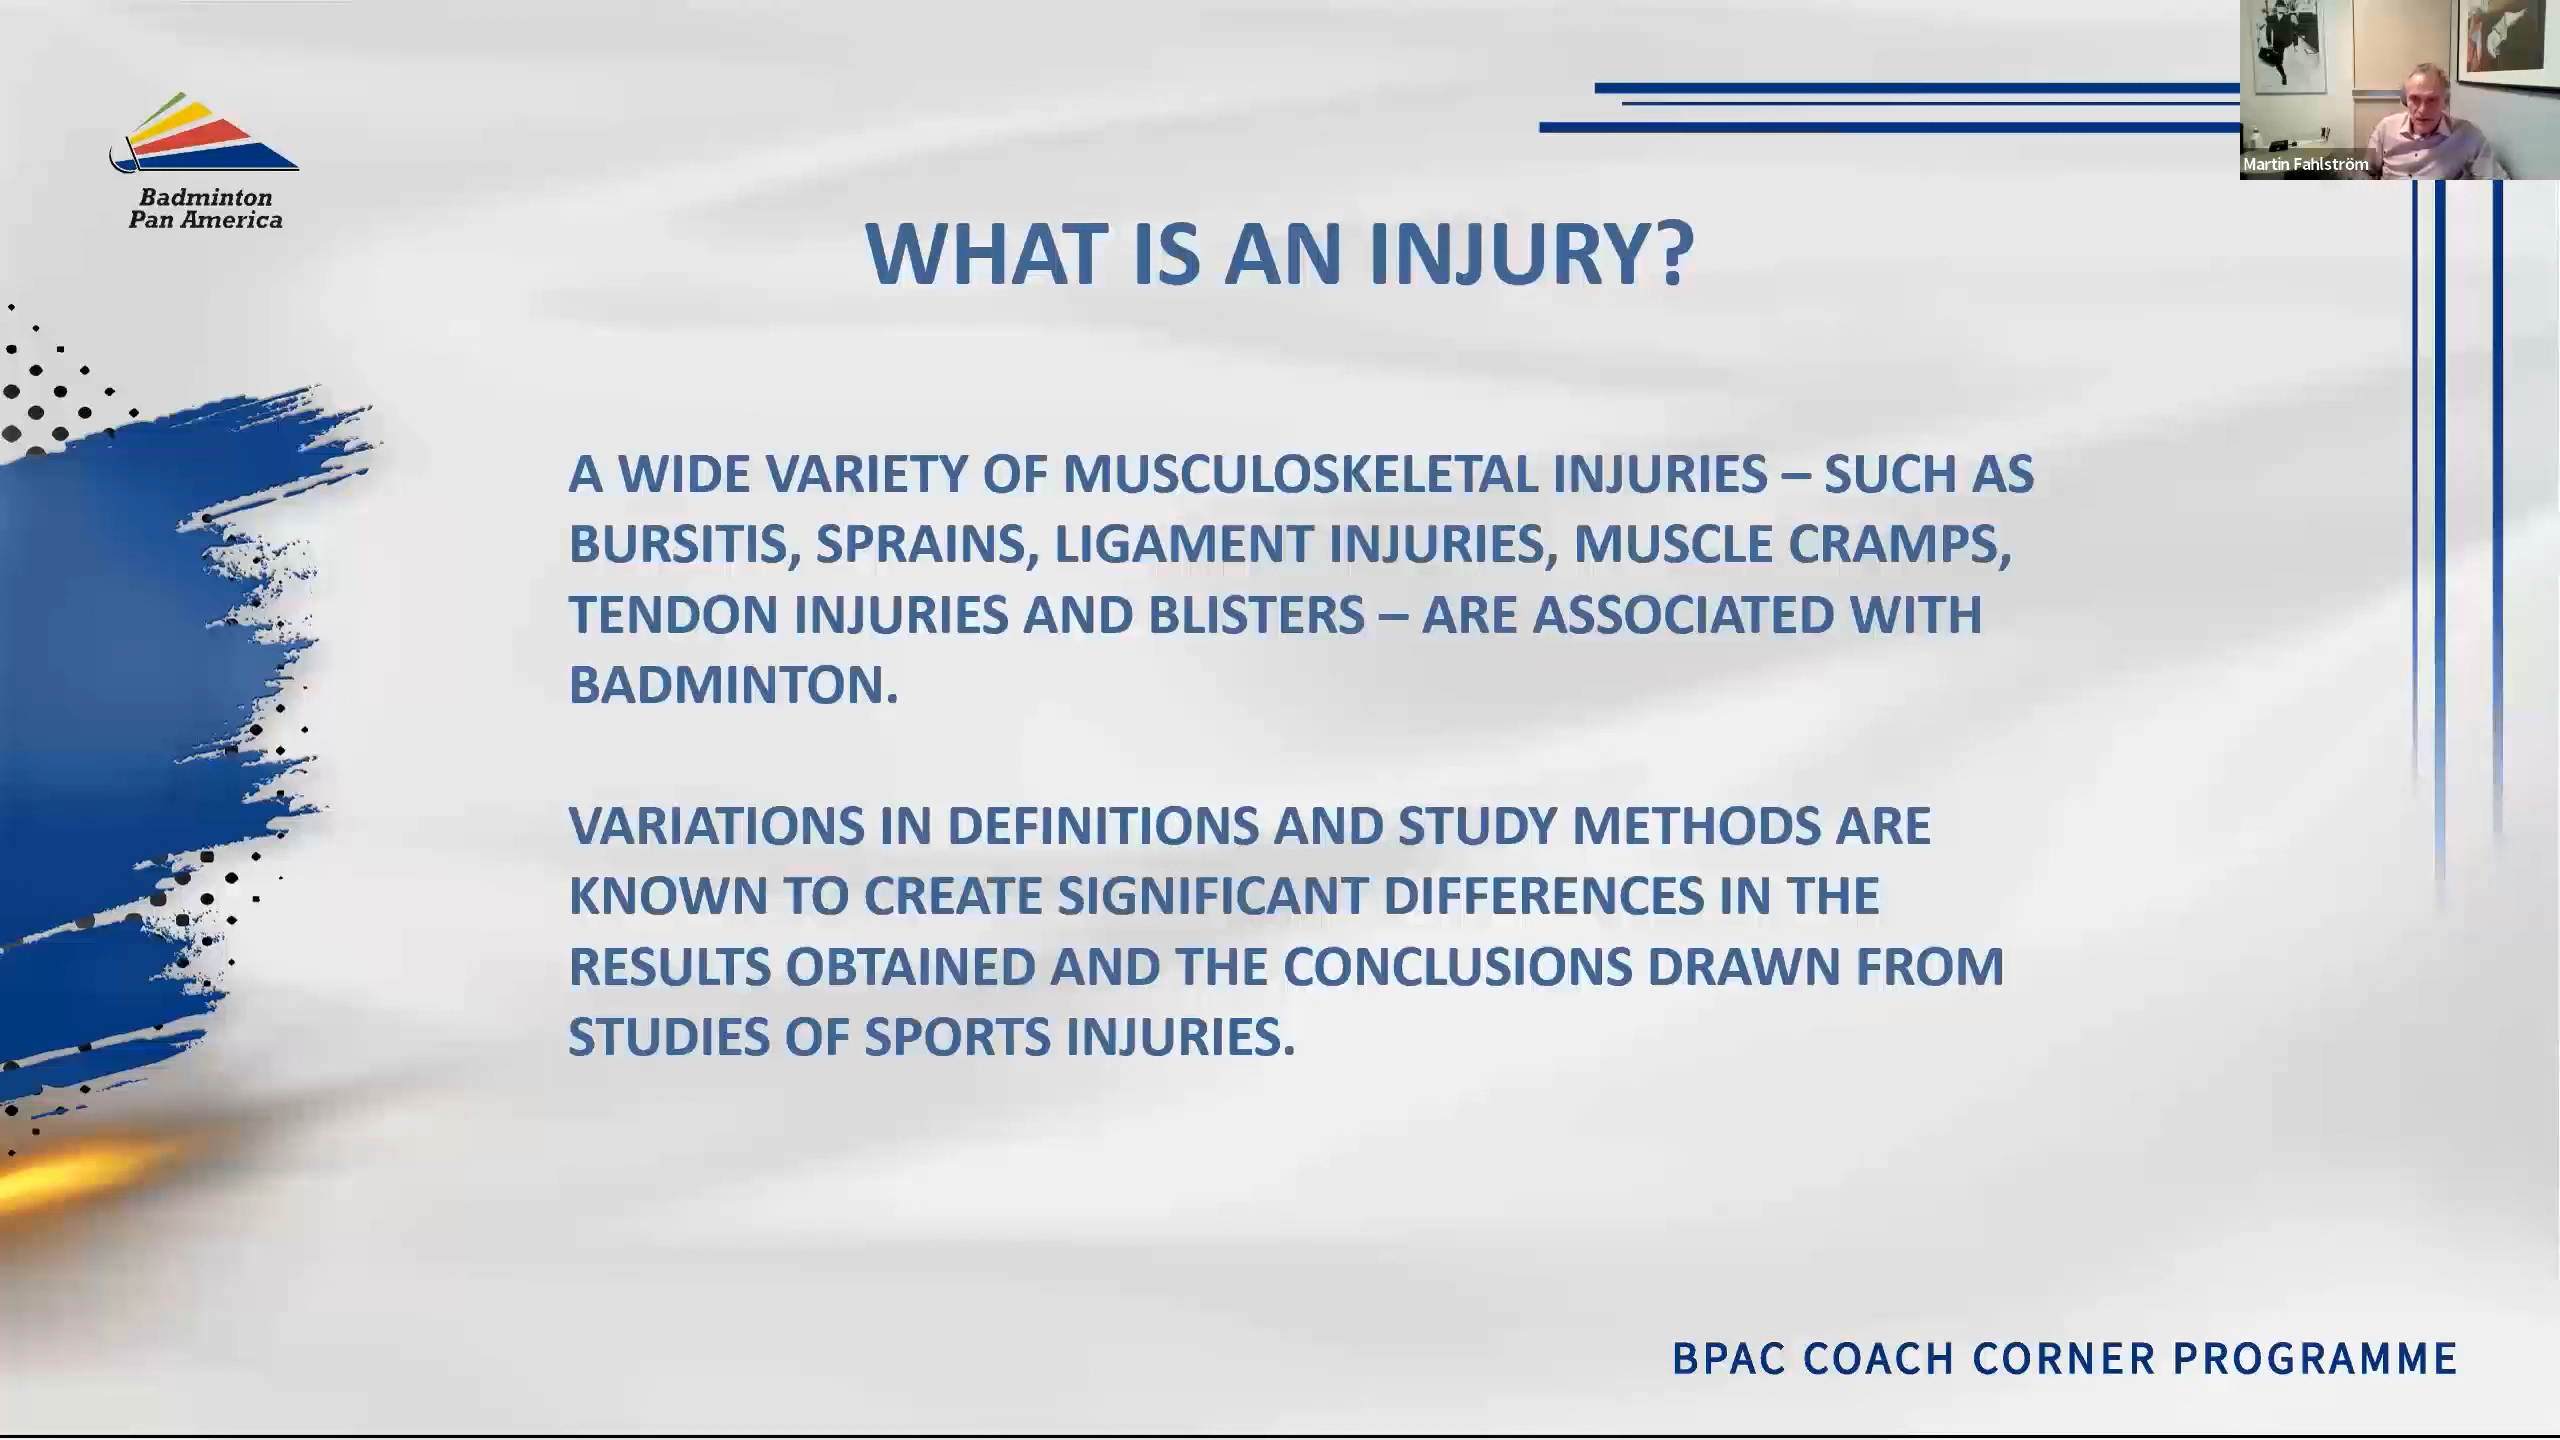 Badminton
Pan America
Martin Fahlström
WHAT IS AN INJURY?
A WIDE VARIETY OF MUSCULOSKELETAL INJURIES – SUCH AS
BURSITIS, SPRAINS, LIGAMENT INJURIES, MUSCLE CRAMPS,
TENDON INJURIES AND BLISTERS – ARE ASSOCIATED WITH
BADMINTON.
VARIATIONS IN DEFINITIONS AND STUDY METHODS ARE
KNOWN TO CREATE SIGNIFICANT DIFFERENCES IN THE
RESULTS OBTAINED AND THE CONCLUSIONS DRAWN FROM
STUDIES OF SPORTS INJURIES.
BPAC COACH CORNER PROGRAMME